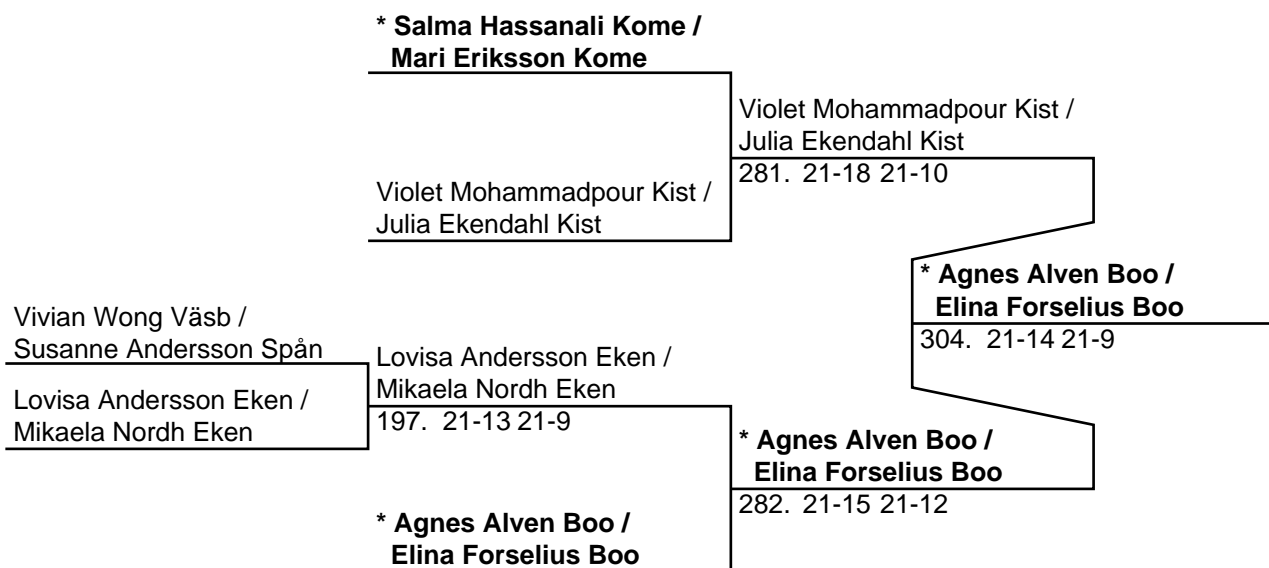 * Salma Hassanali Kome /
Mari Eriksson Kome
Violet Mohammadpour Kist /
Julia Ekendahl Kist
281. 21-18 21-10
Violet Mohammadpour Kist /
Julia Ekendahl Kist
* Agnes Alven Boo /
Elina Forselius Boo
304. 21-14 21-9
Vivian Wong Väsb /
Susanne Andersson Spån
Lovisa Andersson Eken /
Mikaela Nordh Eken
197. 21-13 21-9
Lovisa Andersson Eken /
Mikaela Nordh Eken
* Agnes Alven Boo /
Elina Forselius Boo
282. 21-15 21-12
* Agnes Alven Boo /
Elina Forselius Boo